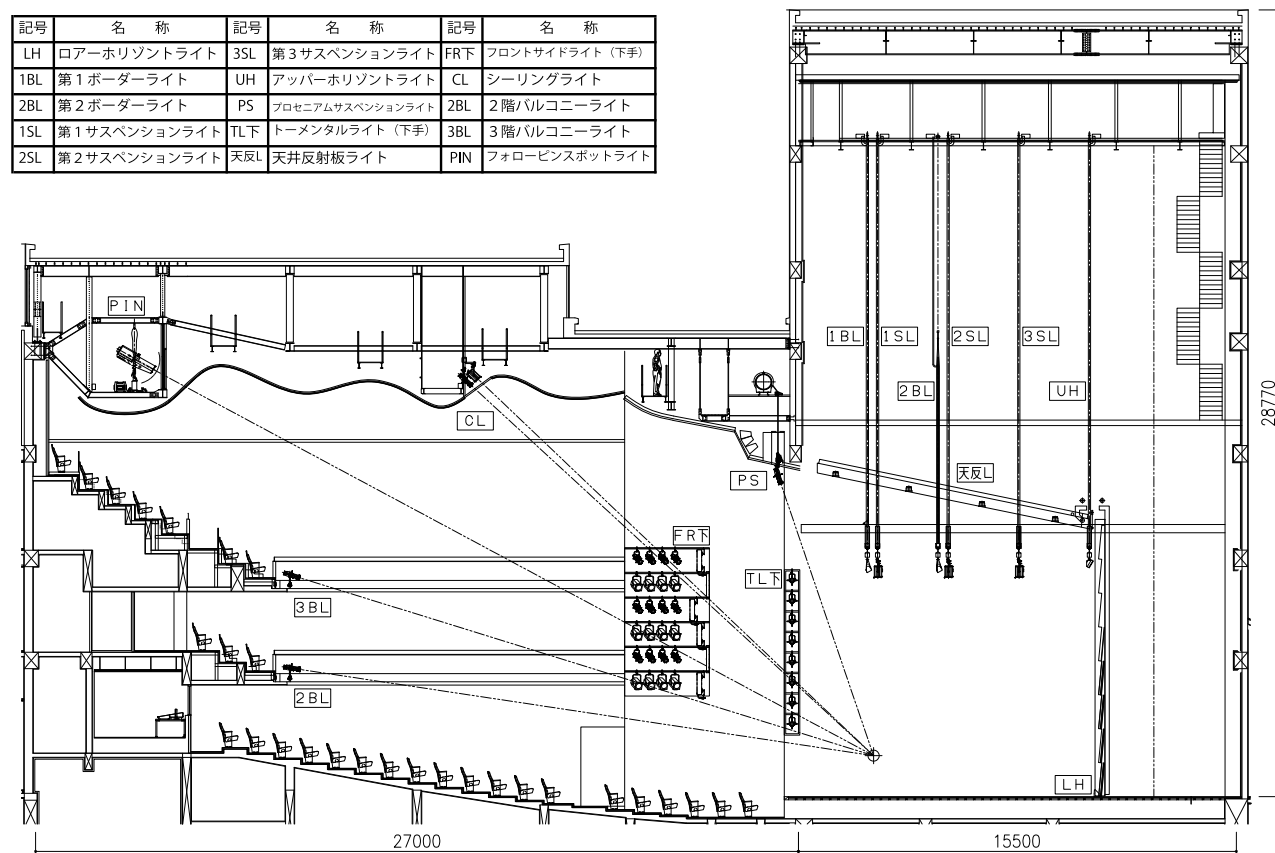 記号 名 称 記号 名 称 記号 名 称
LH ロアーホリゾントライト 3SL 第3サスペンションライト FR下 フロントサイドライト（下手）
1BL 第1ボーダーライト UH アッパーホリゾントライト CL シーリングライト
2BL 第2ボーダーライト PS プロセニアムサスペンションライト 2BL 2階バルコニーライト
1SL 第1サスペンションライト TL下 トーメンタルライト（下手） 3BL 3階バルコニーライト
2SL 第2サスペンションライト 天反L 天井反射板ライト PIN フォローピンスポットライト
PIN
1BL 1SL 2SL 3SL
2BL UH
28770
CL
PS 天反L
FR下
TL下
3BL
2BL
LH
27000 15500